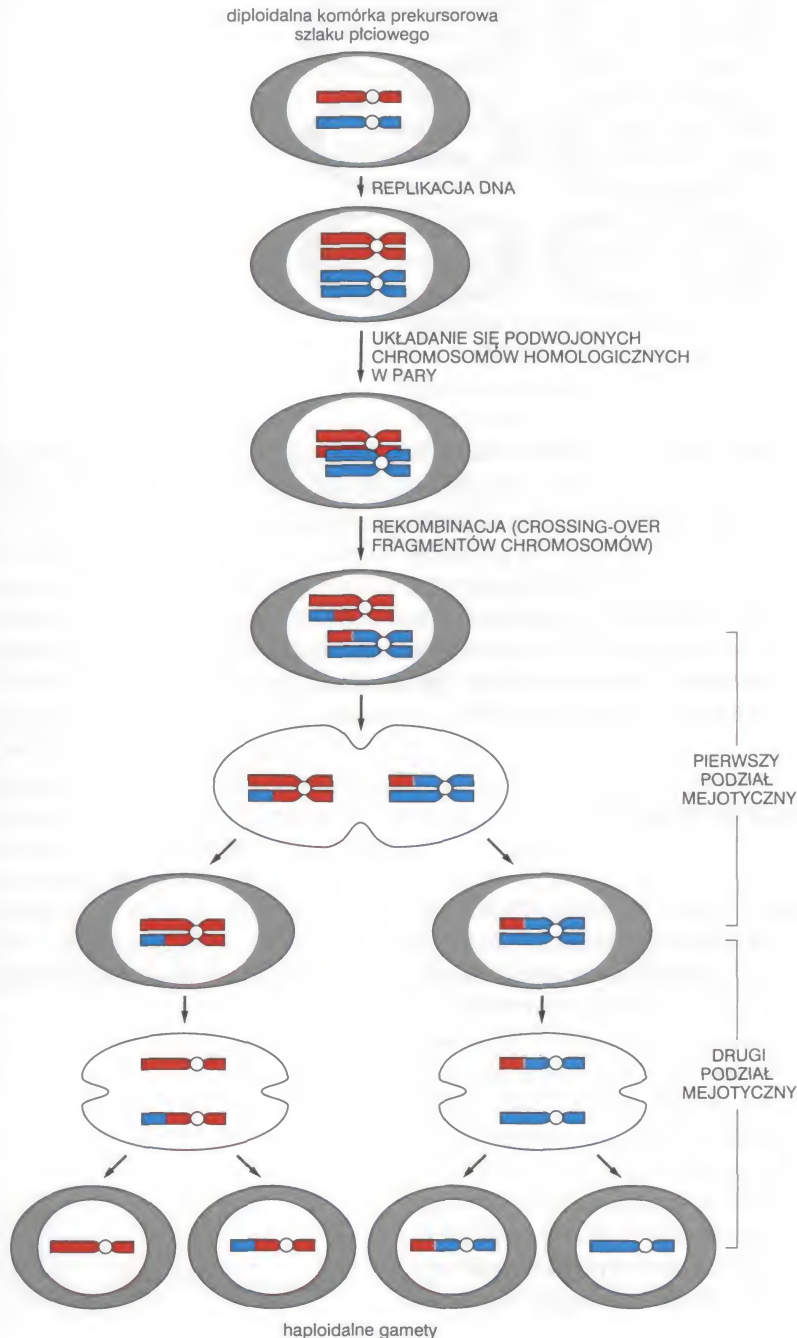 diploidalna komórka prekursorowa
szlaku płciowego
REPLIKACJA DNA
UKŁADANIE SIĘ PODWOJONYCH
CHROMOSOMÓW HOMOLOGICZNYCH
W PARY
REKOMBINACJA (CROSSING-OVER
FRAGMENTÓW CHROMOSOMÓW)
PIERWSZY
PODZIAŁ
MEJOTYCZNY
DRUGI
PODZIAŁ
MEJOTYCZNY
haploidalne gamety